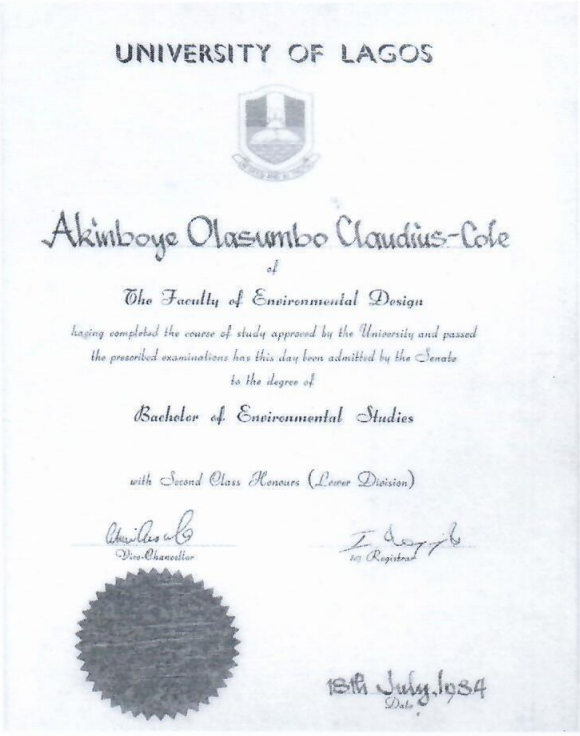 UNIVERSITY OF LAGOS
Akinboye Olasumbo Claudius-Cole
of
The Faculty of Environmental Design
having completed the course of study approved by the University and passed
the prescribed examinations has this day been admitted by the Senate
to the degree of
Bachelor of Environmental Studies
with Second Class Honours (Lower Division)
Vice-Chancellor
Registrar
18th July, 1984
Date